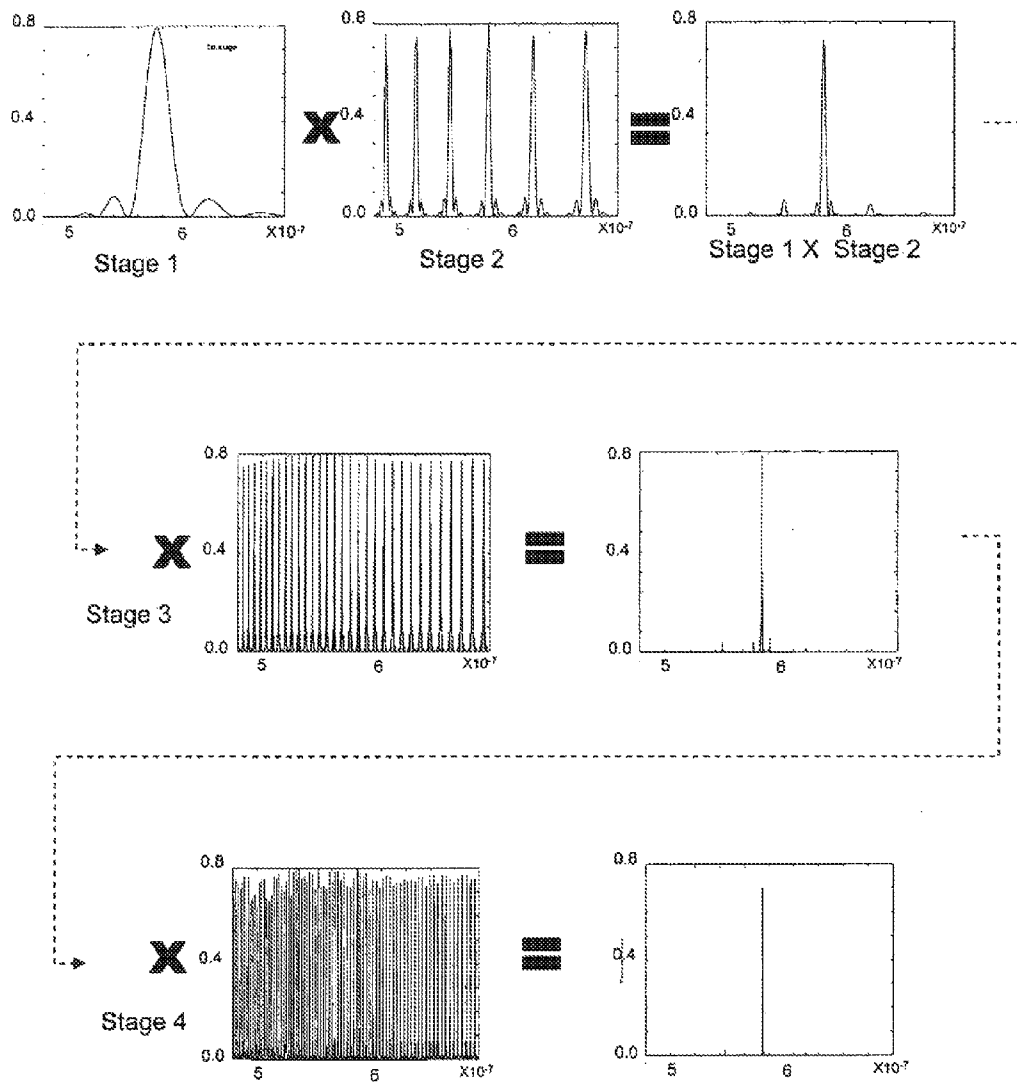 0.8 0.8 0.8
X =
0.4 0.4 0.4
0.0 0.0 0.0
5 6 X10-7 5 6 X10-7 5 6 X10-7
Stage 1 Stage 2 Stage 1 X Stage 2
0.8 0.8
X 0.4 = 0.4
Stage 3
0.0 0.0
5 6 X10-7 5 6 X10-7
0.8 0.8
X 0.4 = 0.4
Stage 4
0.0 0.0
5 6 X10-7 5 6 X10-7